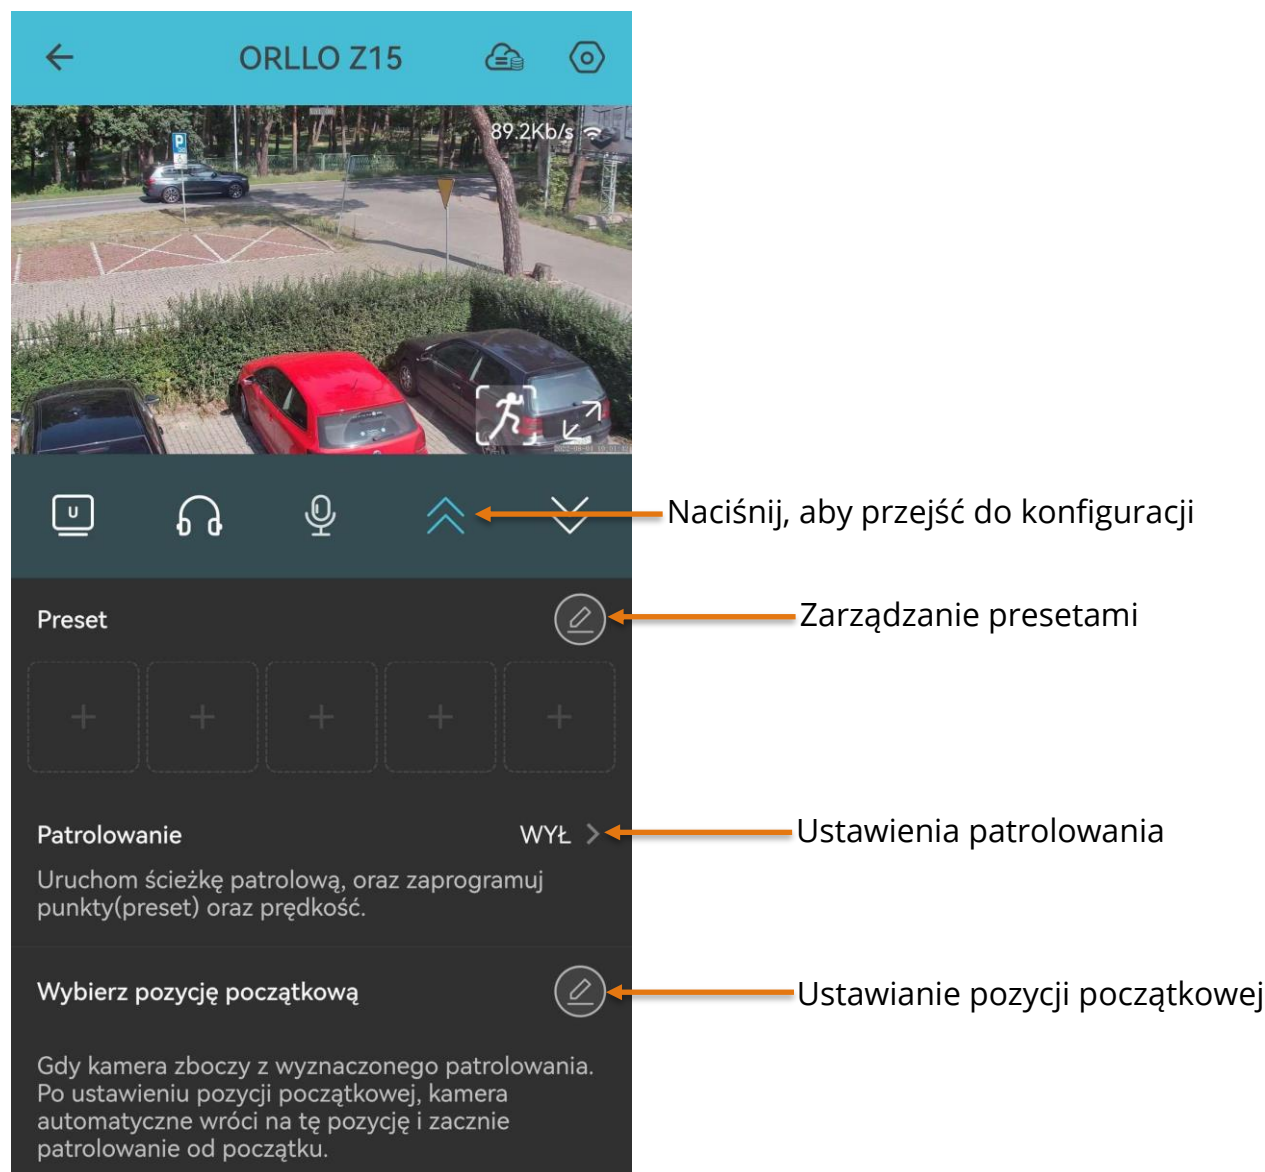 ORLLO Z15
89.2Kb/s
P
U
Naciśnij, aby przejść do konfiguracji
Preset
Zarządzanie presetami
Patrolowanie
WYŁ
Ustawienia patrolowania
Uruchom ścieżkę patrolową, oraz zaprogramuj
punkty(preset) oraz prędkość.
Wybierz pozycję początkową
Ustawianie pozycji początkowej
Gdy kamera zboczy z wyznaczonego patrolowania.
Po ustawieniu pozycji początkowej, kamera
automatyczne wróci na tę pozycję i zacznie
patrolowanie od początku.